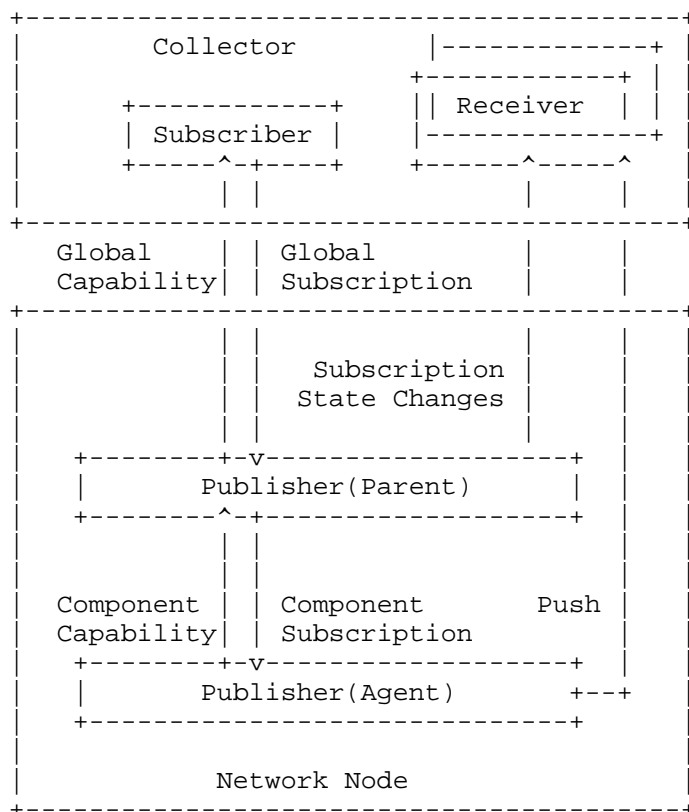 Collector
Receiver
Subscriber
Global Global
Capability Subscription
Subscription
State Changes
Publisher(Parent)
Component Component Push
Capability Subscription
Publisher(Agent)
Network Node